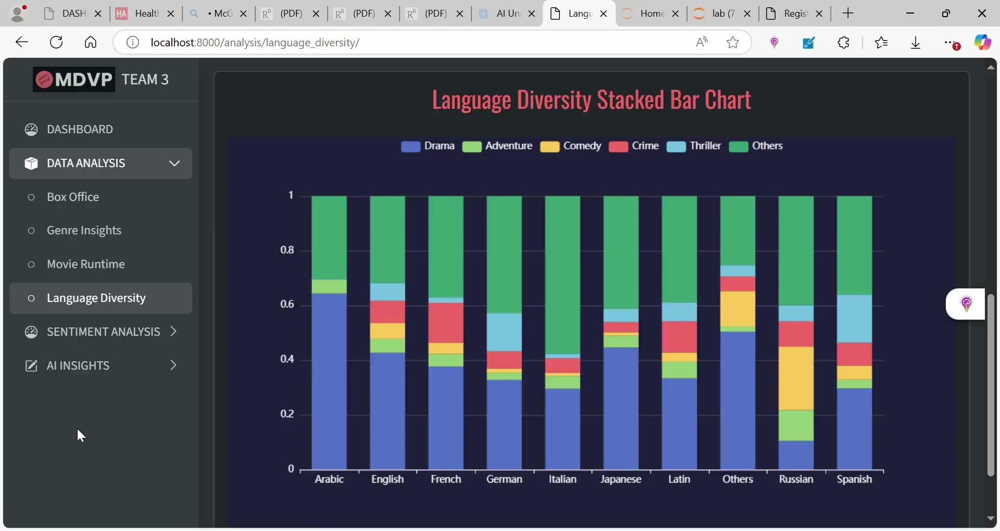 DASH
Health
• McG
(PDF)
(PDF)
(PDF)
AI Un
Langu
Home
lab (7
Regist
localhost:8000/analysis/language_diversity/
MDVP TEAM 3
DASHBOARD
DATA ANALYSIS
Box Office
Genre Insights
Movie Runtime
Language Diversity
SENTIMENT ANALYSIS
AI INSIGHTS
Language Diversity Stacked Bar Chart
Drama Adventure Comedy Crime Thriller Others
1
0.8
0.6
0.4
0.2
0
Arabic English French German Italian Japanese Latin Others Russian Spanish